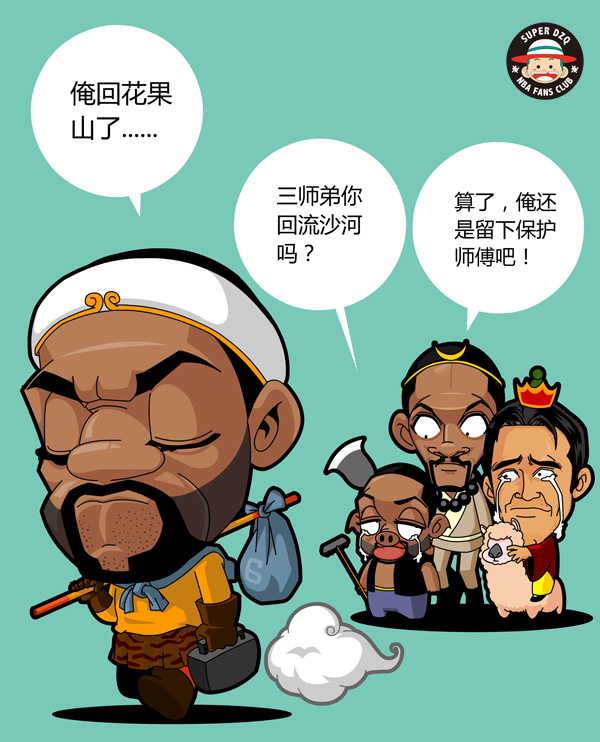 SUPER DZQ
NBA FANS CLUB
俺回花果
山了......
三师弟你
回流沙河
吗？
算了，俺还
是留下保护
师傅吧！
6